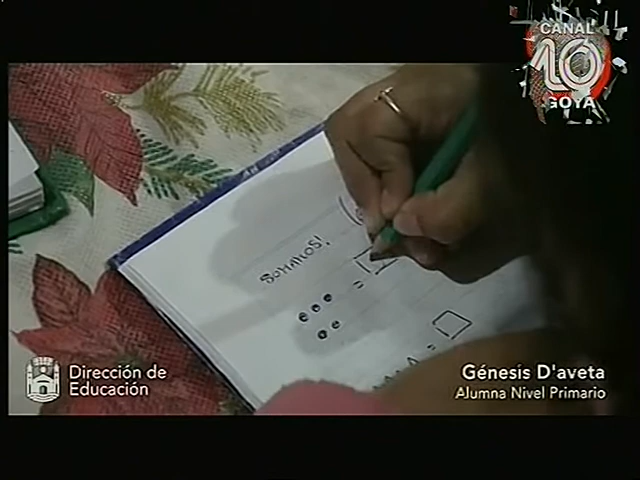 CANAL
10
GOYA
SUMAMOS!
=
=
Dirección de
Educación
Génesis D'aveta
Alumna Nivel Primario